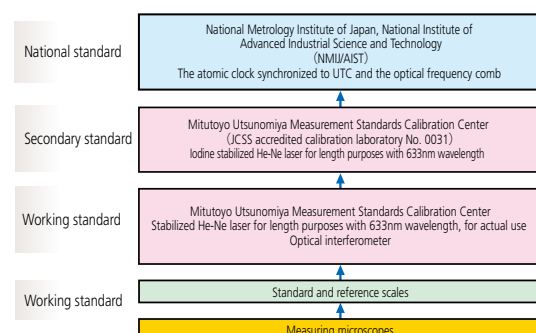 National standard
National Metrology Institute of Japan, National Institute of
Advanced Industrial Science and Technology
(NMIJ/AIST)
The atomic clock synchronized to UTC and the optical frequency comb
Secondary standard
Mitutoyo Utsunomiya Measurement Standards Calibration Center
(JCSS accredited calibration laboratory No. 0031)
Iodine stabilized He-Ne laser for length purposes with 633nm wavelength
Working standard
Mitutoyo Utsunomiya Measurement Standards Calibration Center
Stabilized He-Ne laser for length purposes with 633nm wavelength, for actual use
Optical interferometer
Working standard
Standard and reference scales
Measuring microscopes